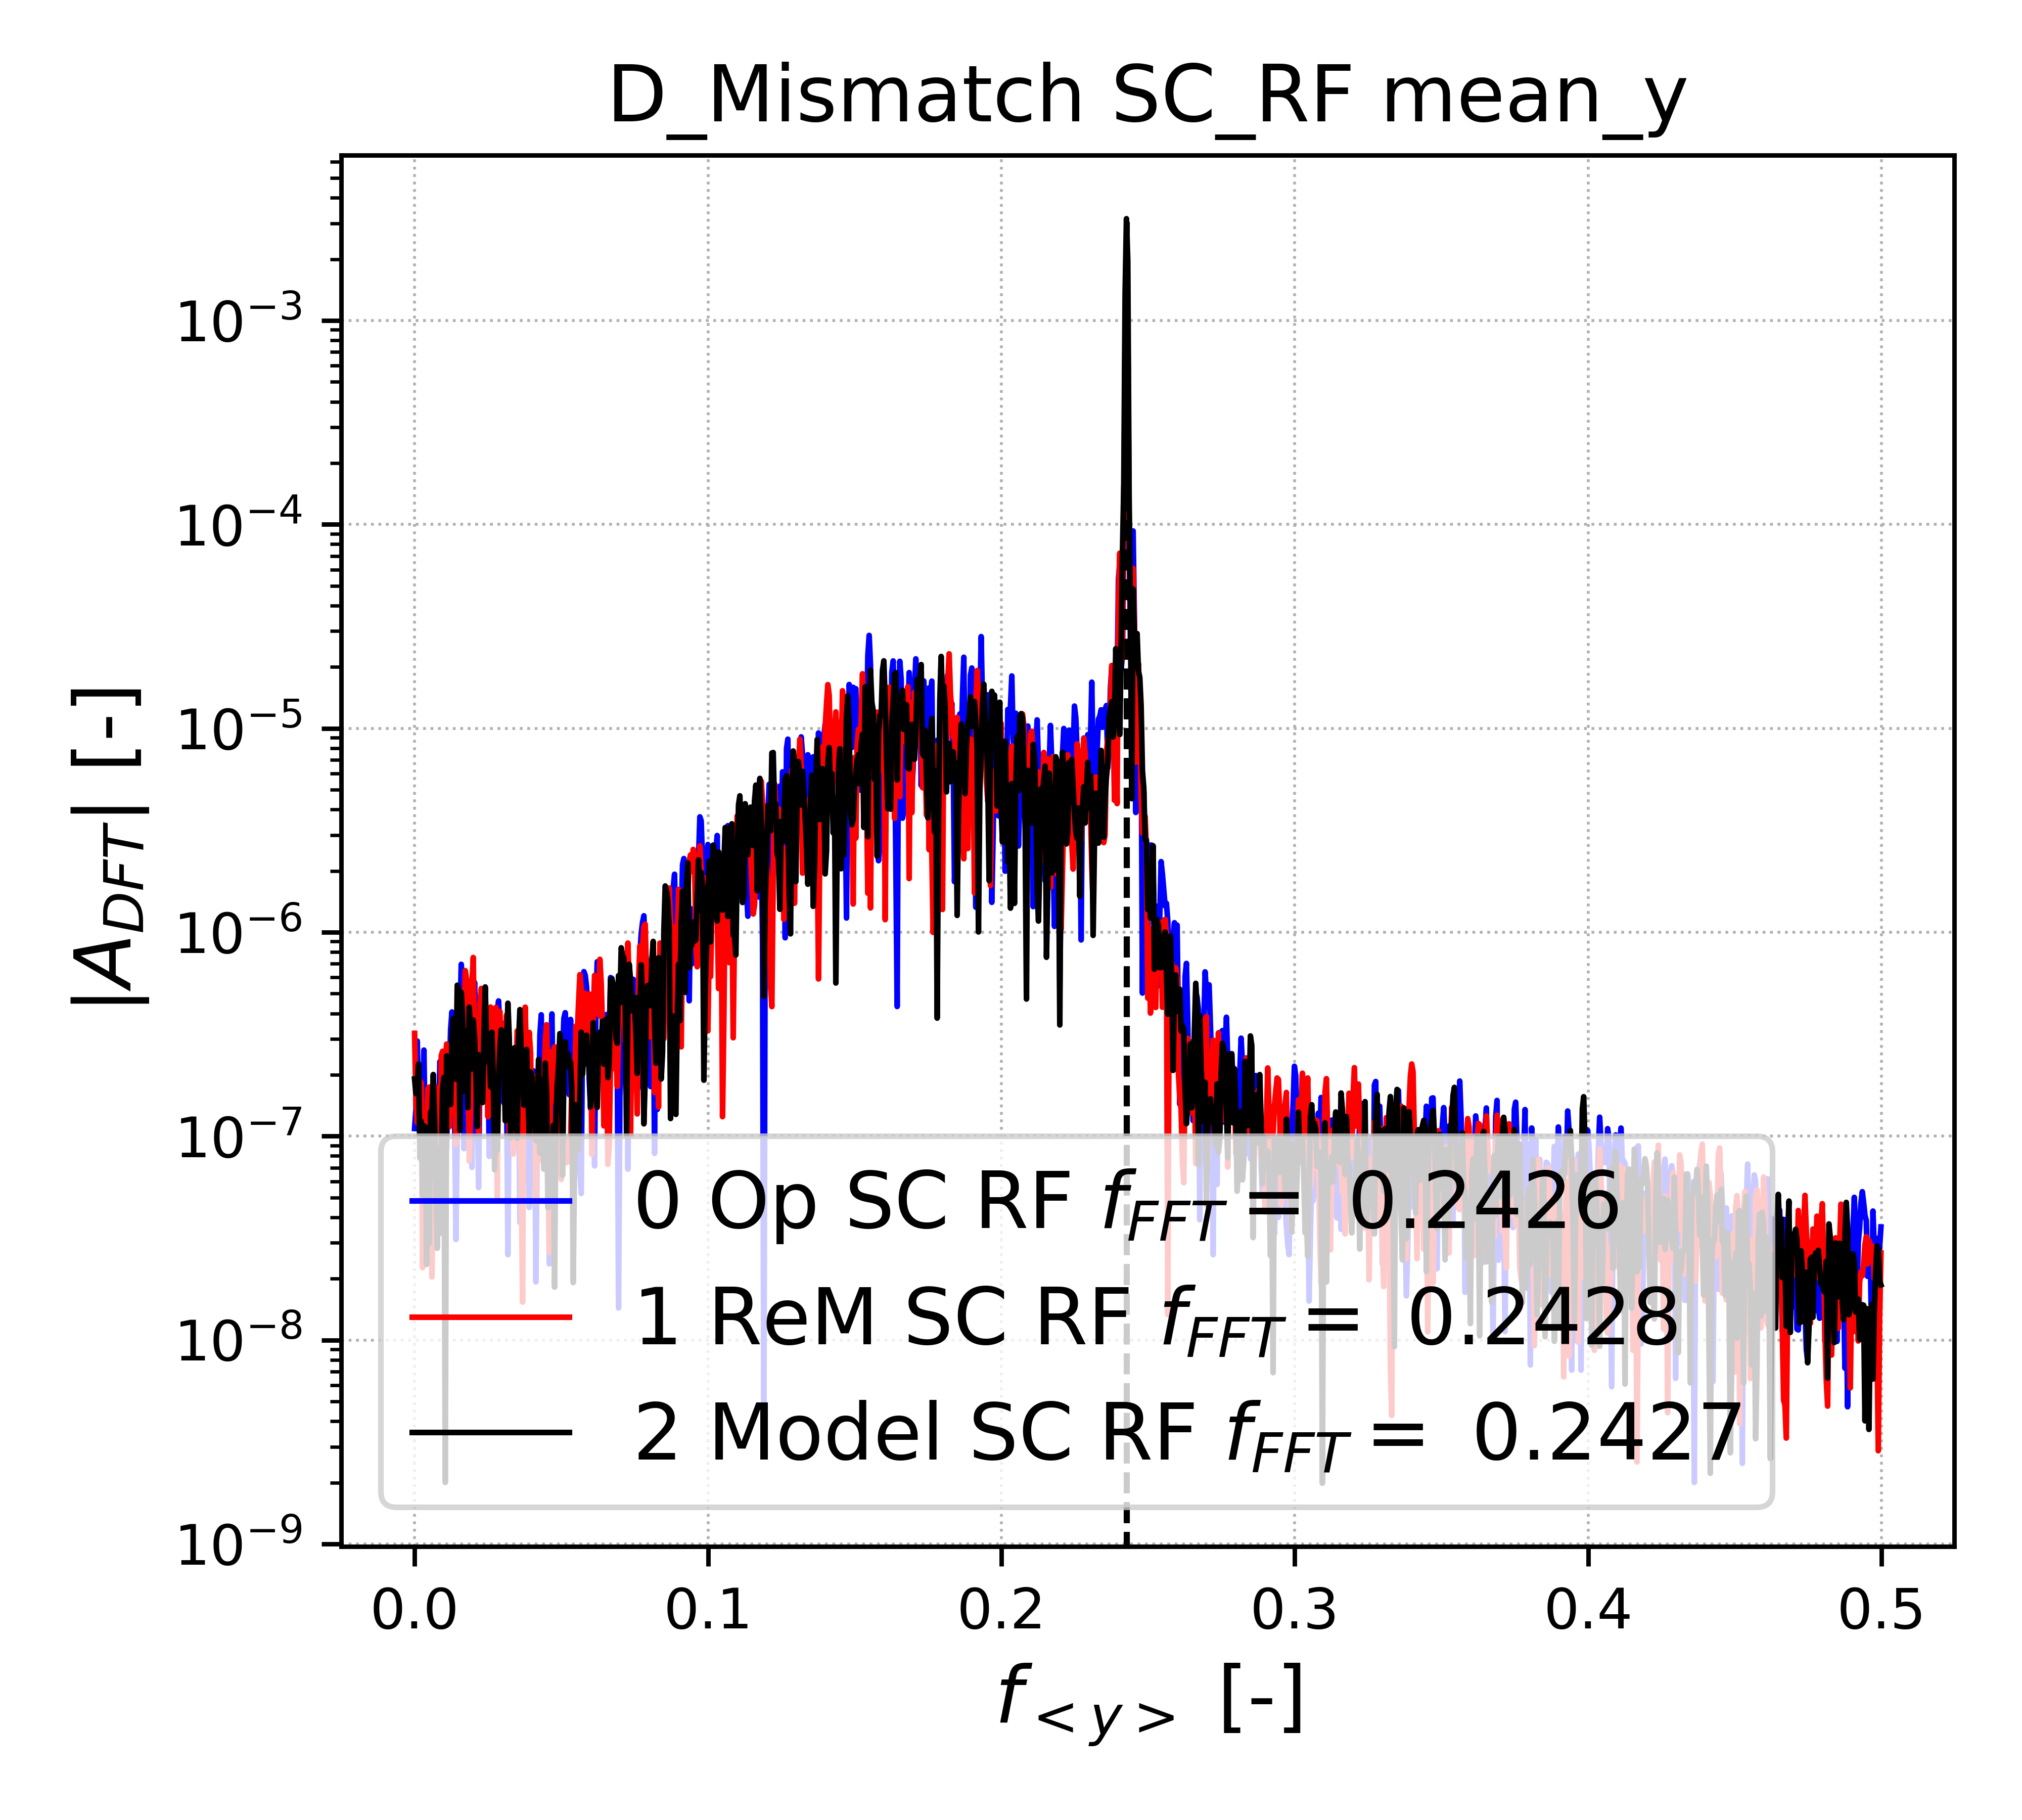 D_Mismatch SC_RF mean_y
|A_DFT| [-]
10^-3
10^-4
10^-5
10^-6
10^-7
10^-8
10^-9
0 Op SC RF f_FFT = 0.2426
1 ReM SC RF f_FFT = 0.2428
2 Model SC RF f_FFT = 0.2427
0.0 0.1 0.2 0.3 0.4 0.5
f_<y> [-]